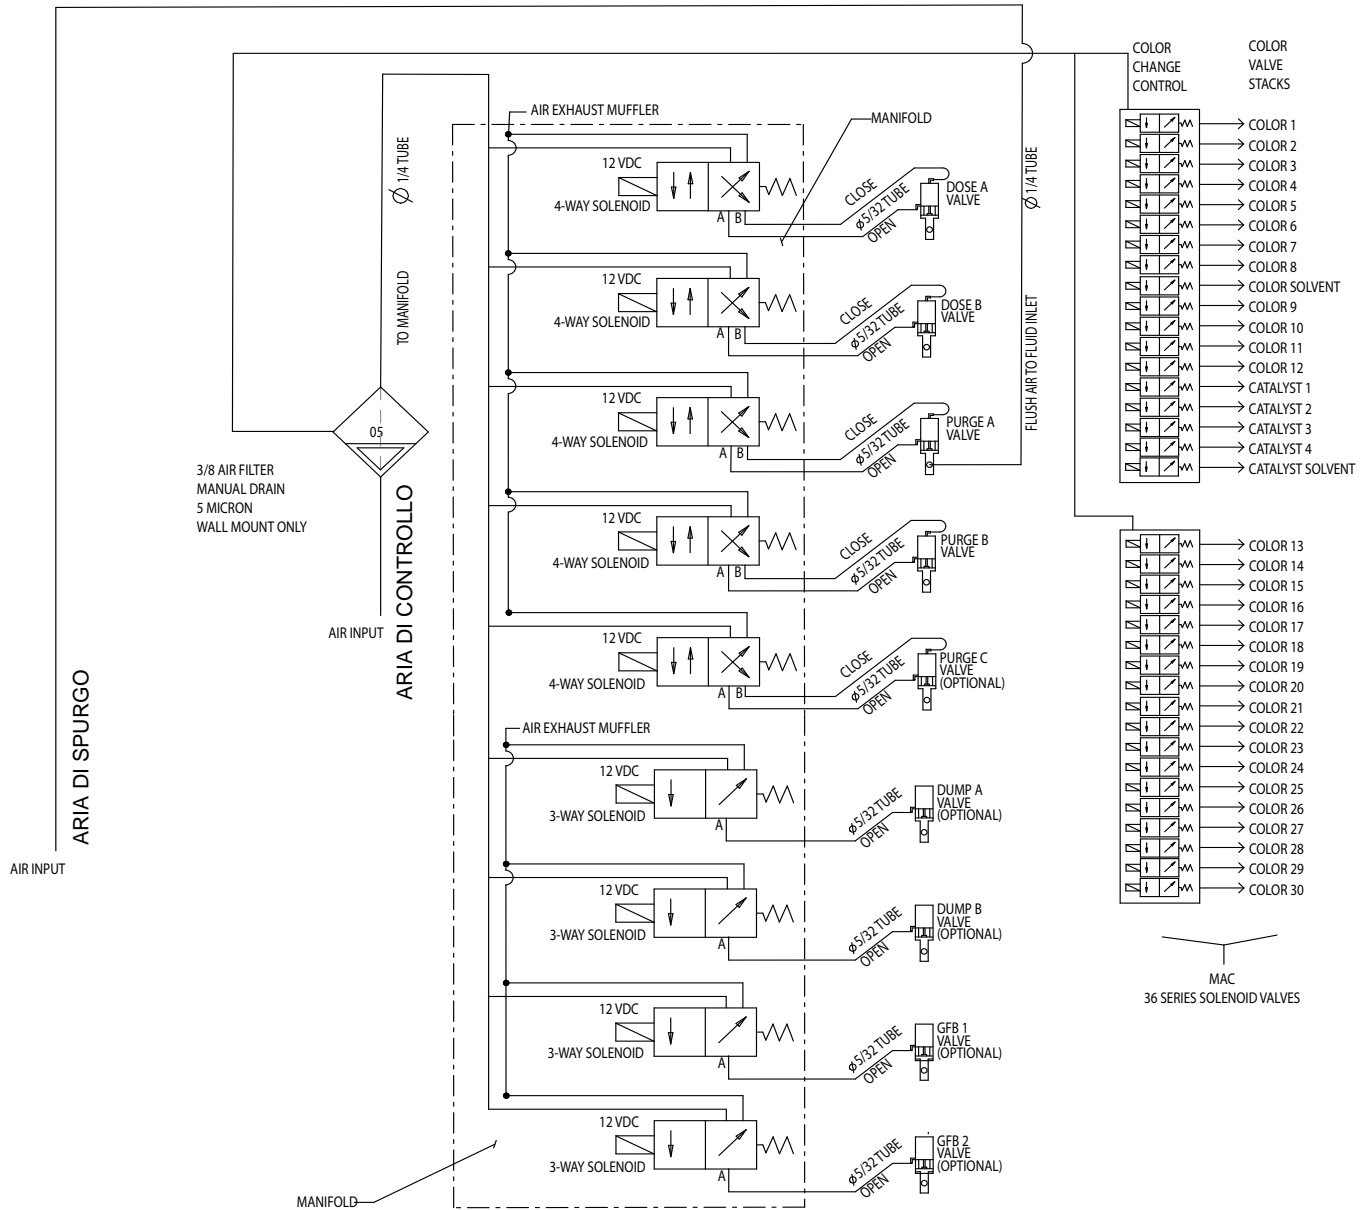 COLOR
CHANGE
CONTROL
COLOR
VALVE
STACKS
AIR EXHAUST MUFFLER
MANIFOLD
12 VDC
4-WAY SOLENOID
A
B
CLOSE
ø5/32 TUBE
OPEN
DOSE A
VALVE
12 VDC
4-WAY SOLENOID
A
B
CLOSE
ø5/32 TUBE
OPEN
DOSE B
VALVE
12 VDC
4-WAY SOLENOID
A
B
CLOSE
ø5/32 TUBE
OPEN
PURGE A
VALVE
12 VDC
4-WAY SOLENOID
A
B
CLOSE
ø5/32 TUBE
OPEN
PURGE B
VALVE
12 VDC
4-WAY SOLENOID
A
B
CLOSE
ø5/32 TUBE
OPEN
PURGE C
VALVE
(OPTIONAL)
AIR EXHAUST MUFFLER
12 VDC
3-WAY SOLENOID
A
ø5/32 TUBE
OPEN
DUMP A
VALVE
(OPTIONAL)
12 VDC
3-WAY SOLENOID
A
ø5/32 TUBE
OPEN
DUMP B
VALVE
(OPTIONAL)
12 VDC
3-WAY SOLENOID
A
ø5/32 TUBE
OPEN
GFB 1
VALVE
(OPTIONAL)
12 VDC
3-WAY SOLENOID
A
ø5/32 TUBE
OPEN
GFB 2
VALVE
(OPTIONAL)
MANIFOLD
TO MANIFOLD
Ø 1/4 TUBE
05
3/8 AIR FILTER
MANUAL DRAIN
5 MICRON
WALL MOUNT ONLY
ARIA DI CONTROLLO
AIR INPUT
ARIA DI SPURGO
AIR INPUT
FLUSH AIR TO FLUID INLET
Ø 1/4 TUBE
COLOR 1
COLOR 2
COLOR 3
COLOR 4
COLOR 5
COLOR 6
COLOR 7
COLOR 8
COLOR SOLVENT
COLOR 9
COLOR 10
COLOR 11
COLOR 12
CATALYST 1
CATALYST 2
CATALYST 3
CATALYST 4
CATALYST SOLVENT
COLOR 13
COLOR 14
COLOR 15
COLOR 16
COLOR 17
COLOR 18
COLOR 19
COLOR 20
COLOR 21
COLOR 22
COLOR 23
COLOR 24
COLOR 25
COLOR 26
COLOR 27
COLOR 28
COLOR 29
COLOR 30
MAC
36 SERIES SOLENOID VALVES